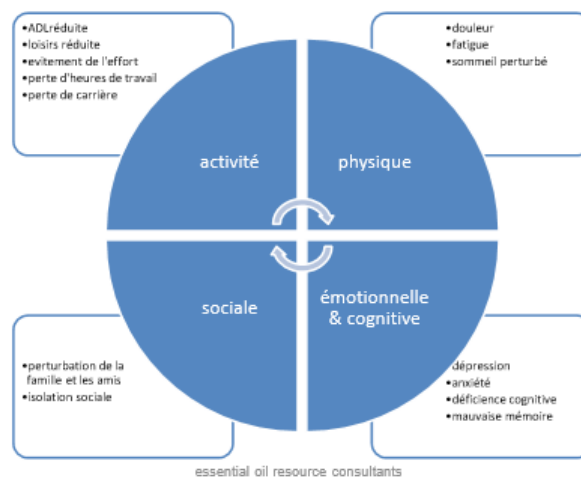 •ADLréduite
•loisirs réduite
•evitement de l'effort
•perte d'heures de travail
•perte de carrière
•douleur
•fatigue
•sommeil perturbé
activité
physique
sociale
émotionnelle
& cognitive
•perturbation de la
famille et les amis
•isolation sociale
dépression
•anxiété
•déficience cognitive
•mauvaise mémoire
essential oil resource consultants